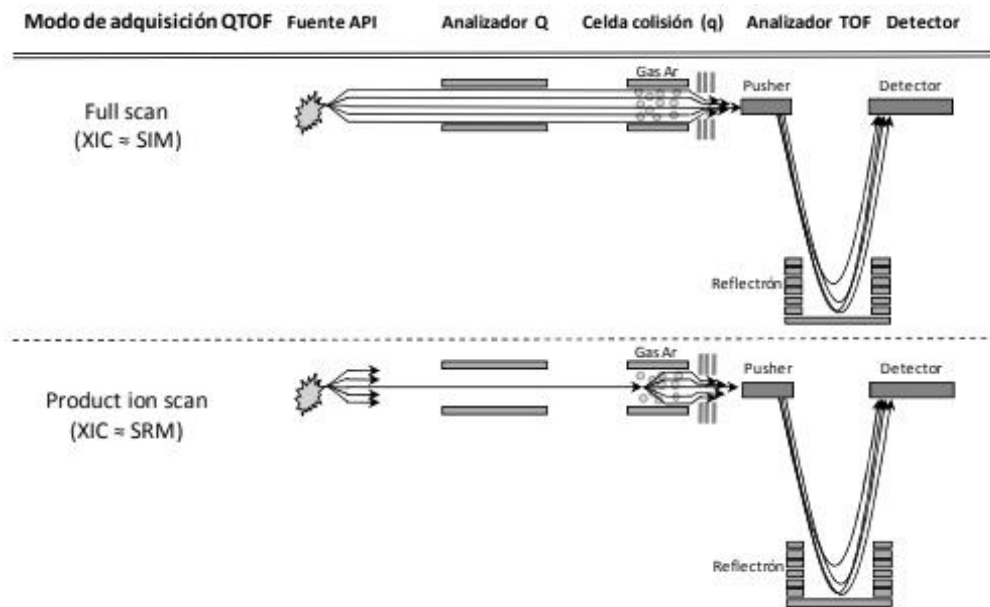 Modo de adquisición QTOF Fuente API Analizador Q Celda colisión (q) Analizador TOF Detector
Gas Ar
Pusher Detector
Full scan
(XIC ≈ SIM)
Reflectrón
Gas Ar
Pusher Detector
Product ion scan
(XIC ≈ SRM)
Reflectrón